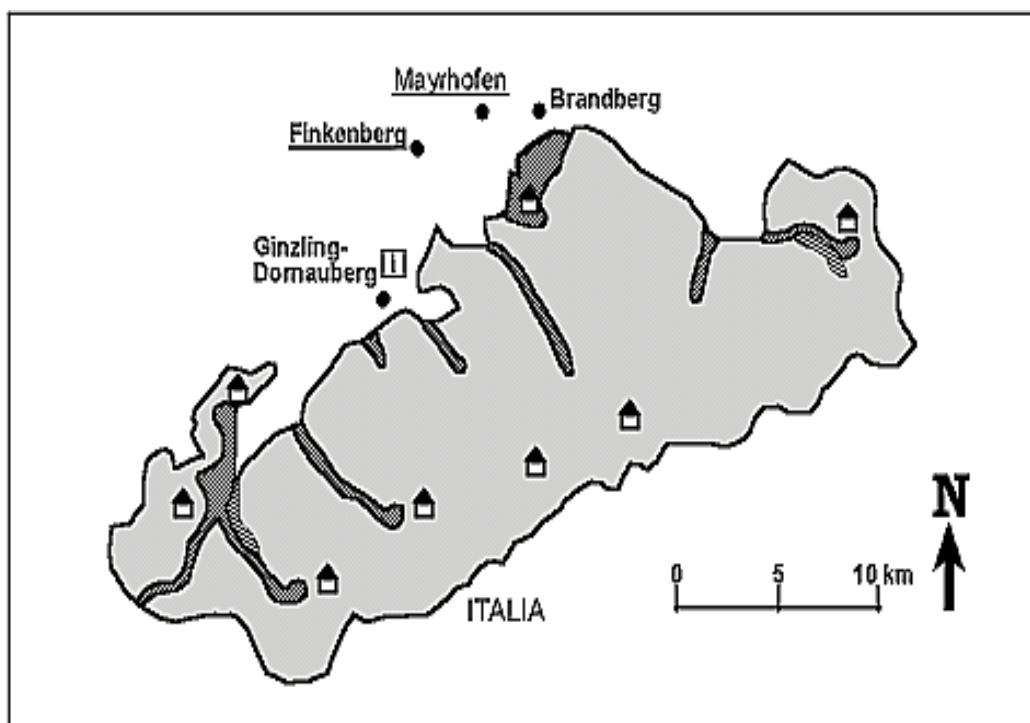 Mayrhofen
Brandberg
Finkenberg
Ginzling-
Dornauberg
i
N
0 5 10 km
ITALIA